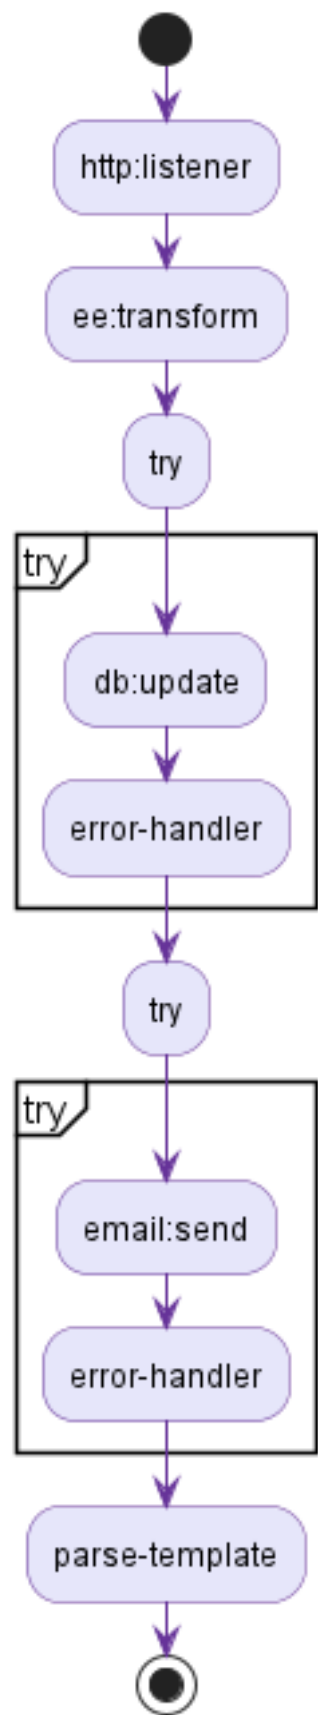 http:listener
ee:transform
try
try
db:update
error-handler
try
try
email:send
error-handler
parse-template